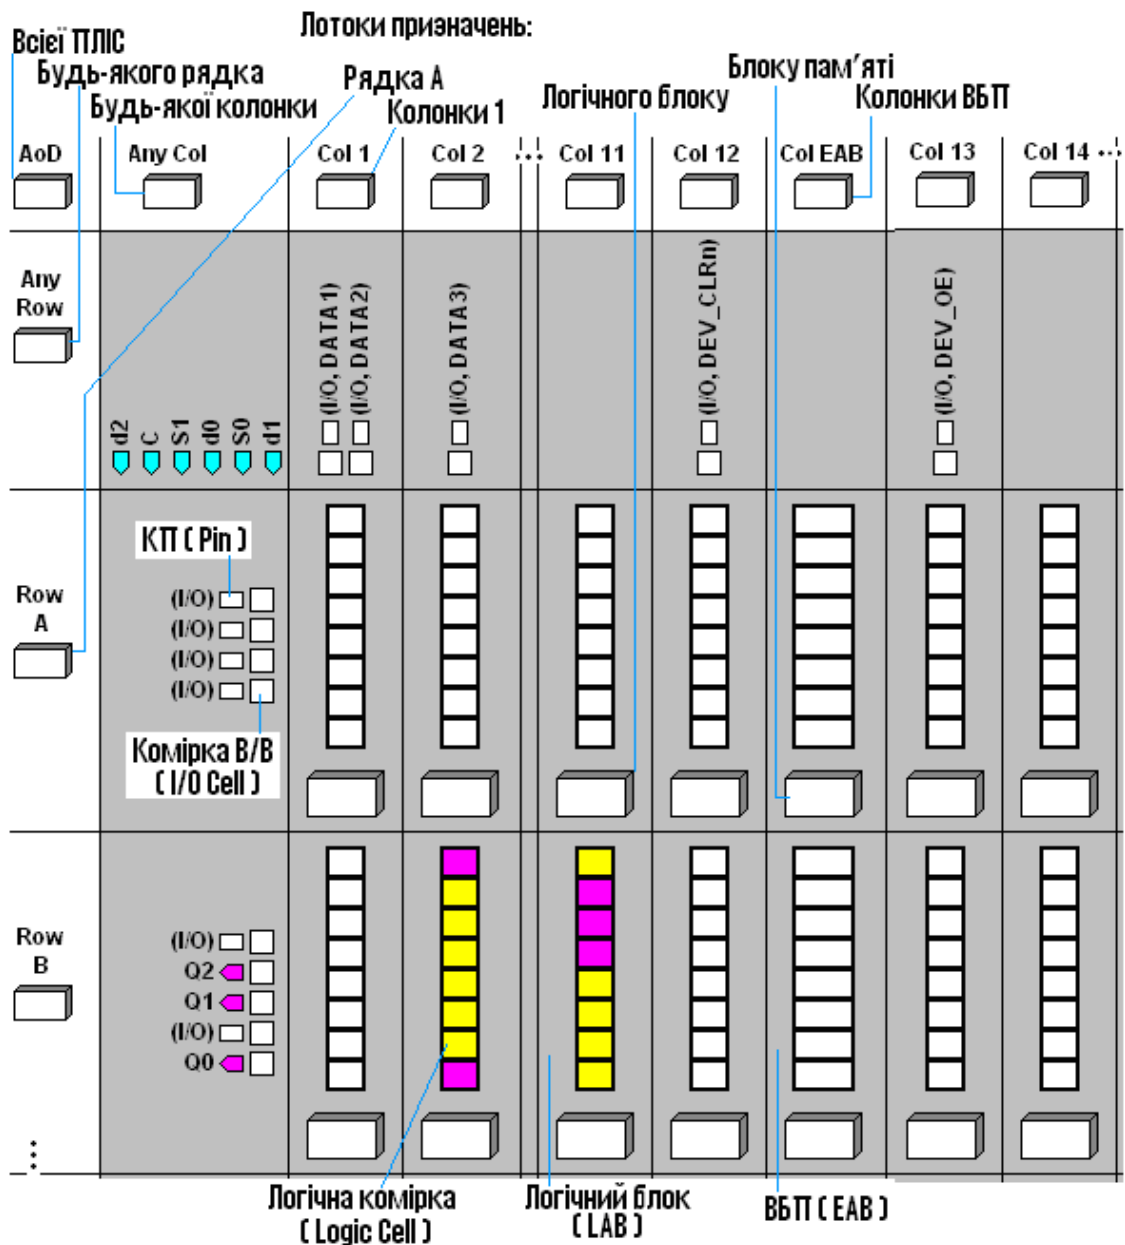 Лотоки призначень:
Всієї ПЛІС
Будь-якого рядка
Будь-якої колонки
Рядка А
Колонки 1
Логічного блоку
Блоку пам'яті
Колонки ВБП
AoD
Any Col
Col 1
Col 2
...
Col 11
Col 12
Col EAB
Col 13
Col 14 ...
Any
Row
(I/O, DATA1)
(I/O, DATA2)
(I/O, DATA3)
(I/O, DEV_CLRn)
(I/O, DEV_OE)
d2
C
S1
d0
S0
d1
КП ( Pin )
Row
A
(I/O)
(I/O)
(I/O)
(I/O)
Комірка В/В
( I/O Cell )
Row
B
(I/O)
Q2
Q1
(I/O)
Q0
...
Логічна комірка
( Logic Cell )
Логічний блок
( LAB )
ВБП ( EAB )